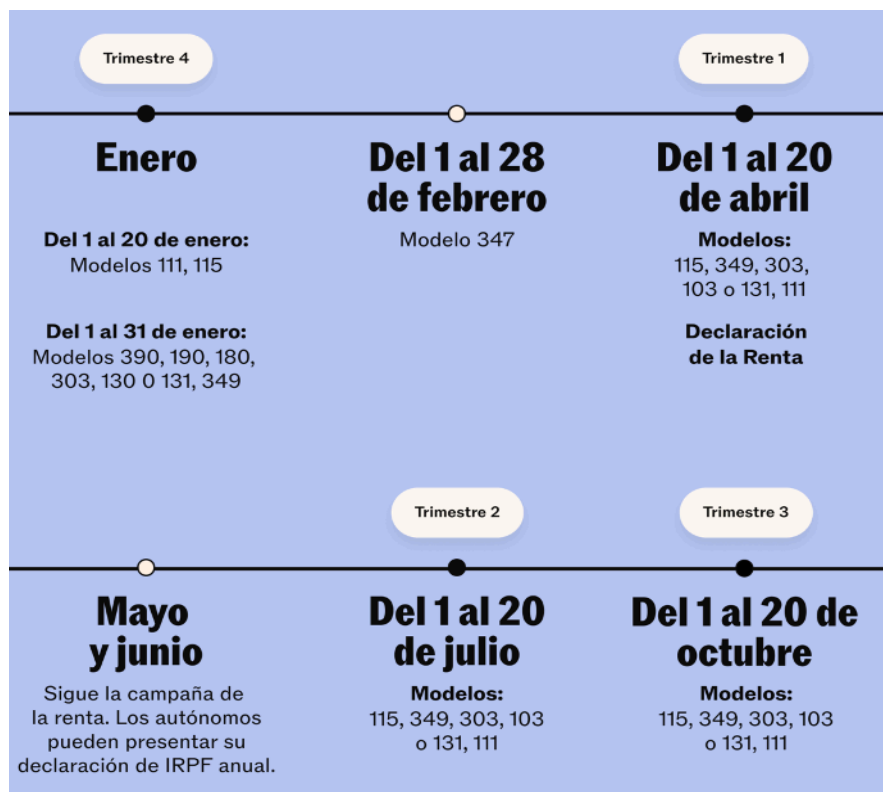 Trimestre 4
Enero
Del 1 al 20 de enero:
Modelos 111, 115
Del 1 al 31 de enero:
Modelos 390, 190, 180,
303, 130 0 131, 349
Del 1 al 28
de febrero
Modelo 347
Trimestre 1
Del 1 al 20
de abril
Modelos:
115, 349, 303,
103 o 131, 111
Declaración
de la Renta
Mayo
y junio
Sigue la campaña de
la renta. Los autónomos
pueden presentar su
declaración de IRPF anual.
Trimestre 2
Del 1 al 20
de julio
Modelos:
115, 349, 303, 103
o 131, 111
Trimestre 3
Del 1 al 20 de
octubre
Modelos:
115, 349, 303, 103
o 131, 111